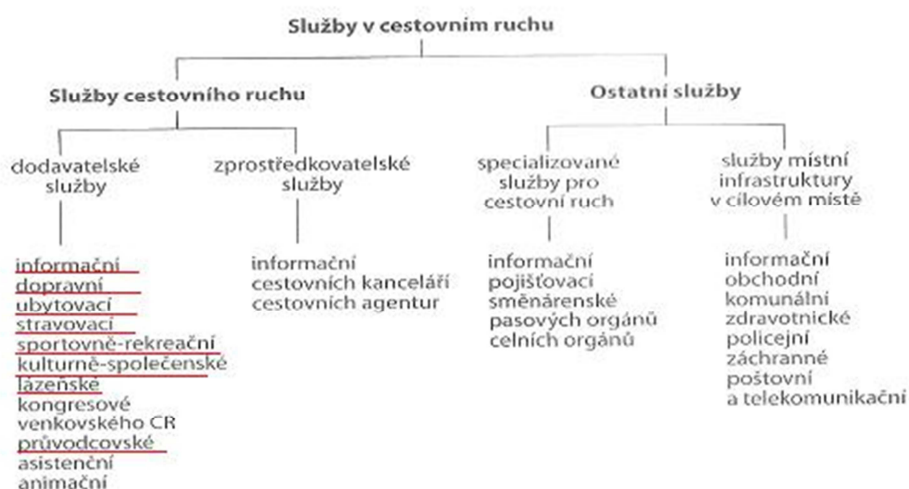 Služby v cestovním ruchu
Služby cestovního ruchu
Ostatní služby
dodavatelské
služby
zprostředkovatelské
služby
specializované
služby pro
cestovní ruch
služby místní
infrastruktury
v cílovém místě
informační
dopravní
ubytovací
stravovací
sportovně-rekreační
kulturně-společenské
lázeňské
kongresové
venkovského CR
průvodcovské
asistenční
animační
informační
cestovních kanceláří
cestovních agentur
informační
pojišťovací
směnárenské
pasových orgánů
celních orgánů
informační
obchodní
komunální
zdravotnické
policejní
záchranné
poštovní
a telekomunikační